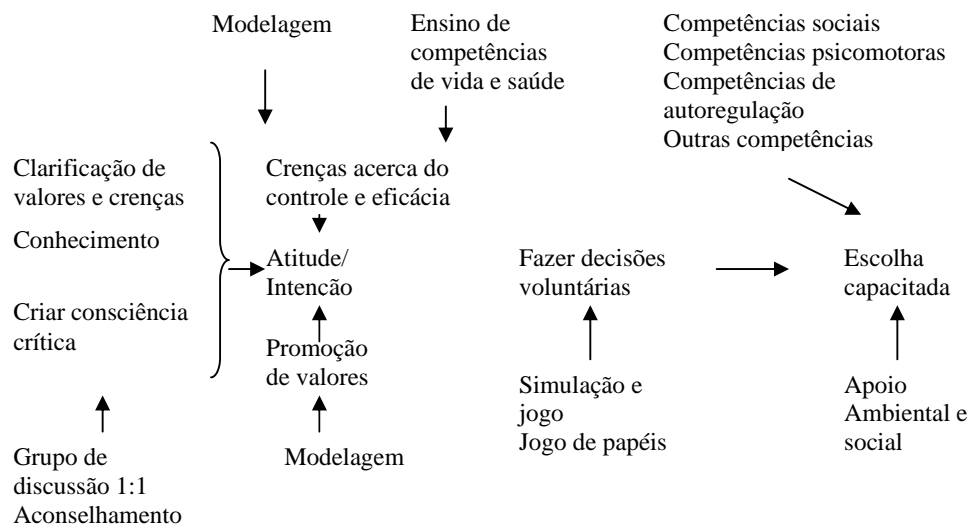 Modelagem
Ensino de
competências
de vida e saúde
Competências sociais
Competências psicomotoras
Competências de
autoregulação
Outras competências
Clarificação de
valores e crenças
Conhecimento
Criar consciência
crítica
Crenças acerca do
controle e eficácia
Atitude/
Intenção
Promoção
de valores
Fazer decisões
voluntárias
Escolha
capacitada
Grupo de
discussão 1:1
Aconselhamento
Modelagem
Simulação e
jogo
Jogo de papéis
Apoio
Ambiental e
social